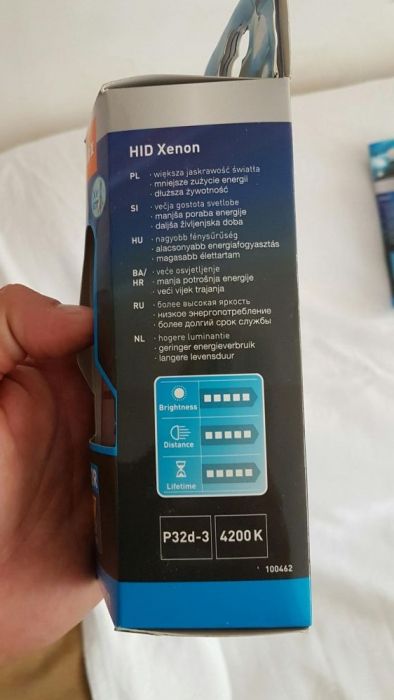 HID Xenon
PL · większa jaskrawość światła
· mniejsze zużycie energii
· dłuższa żywotność
SI · večja gostota svetlobe
· manjša poraba energije
· daljša življenjska doba
HU · nagyobb fénysűrűség
· alacsonyabb energiafogyasztás
· magasabb élettartam
BA/ · veće osvjetljenje
HR · manja potrošnja energije
· veći vijek trajanja
RU · более высокая яркость
· низкое энергопотребление
· более долгий срок службы
NL · hogere luminantie
· geringer energieverbruik
· langere levensduur
Brightness
Distance
Lifetime
P32d-3 4200 K
100462